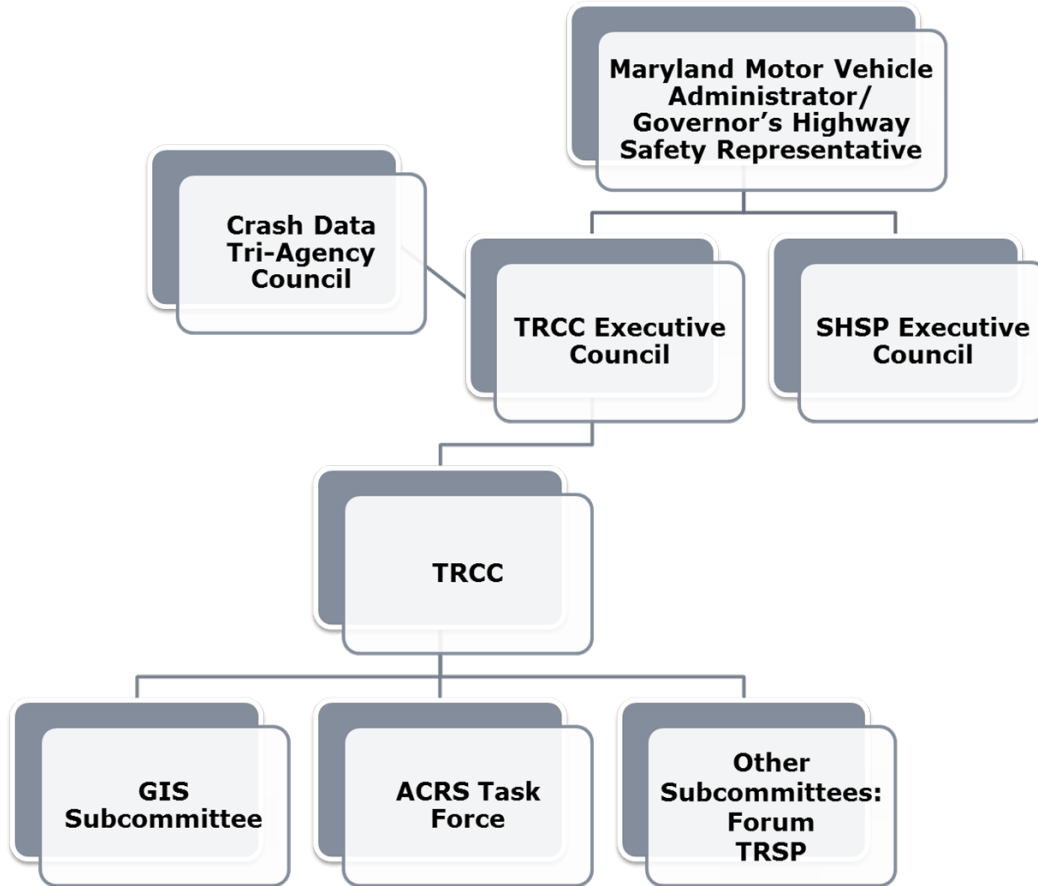 Maryland Motor Vehicle
Administrator/
Governor’s Highway
Safety Representative
Crash Data
Tri-Agency
Council
TRCC Executive
Council
SHSP Executive
Council
TRCC
GIS
Subcommittee
ACRS Task
Force
Other
Subcommittees:
Forum
TRSP